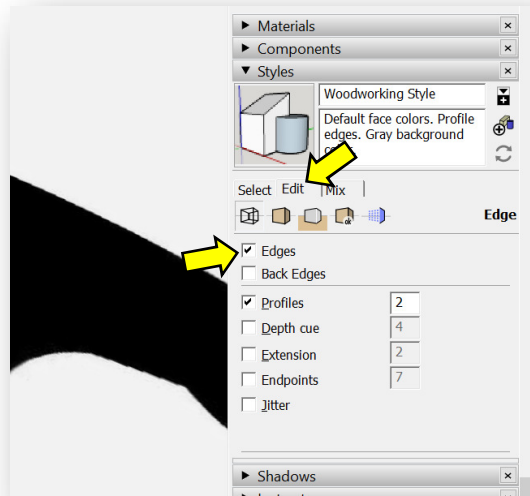 Materials
Components
Styles
Woodworking Style
Default face colors. Profile
edges. Gray background
Select Edit Mix
Edge
Edges
Back Edges
Profiles 2
Depth cue 4
Extension 2
Endpoints 7
Jitter
Shadows